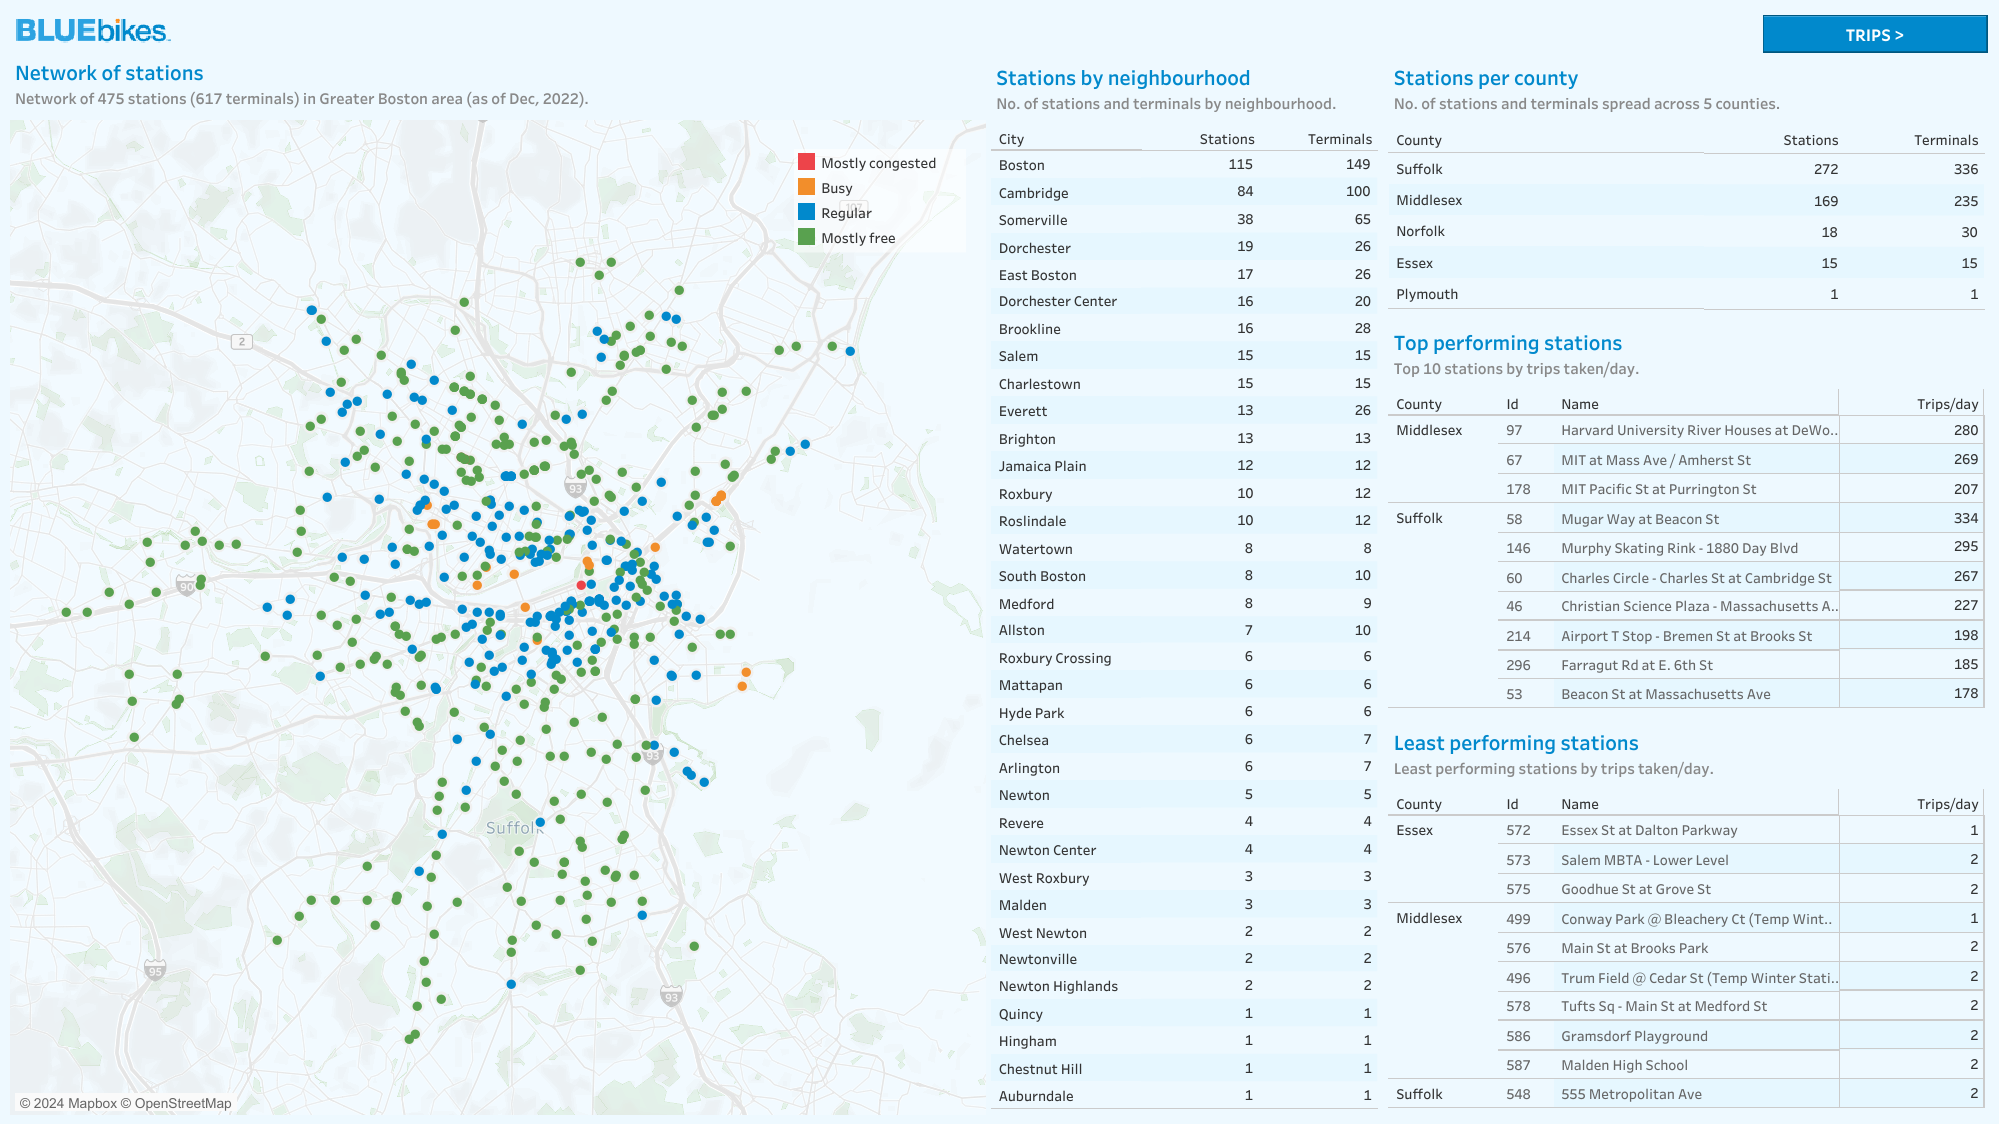 BLUEbikes
TRIPS >
Network of stations
Network of 475 stations (617 terminals) in Greater Boston area (as of Dec, 2022).
Mostly congested
Busy
Regular
Mostly free
107
2
93
90
93
Suffolk
95
93
© 2024 Mapbox © OpenStreetMap
Stations by neighbourhood
No. of stations and terminals by neighbourhood.
City Stations Terminals
Boston 115 149
Cambridge 84 100
Somerville 38 65
Dorchester 19 26
East Boston 17 26
Dorchester Center 16 20
Brookline 16 28
Salem 15 15
Charlestown 15 15
Everett 13 26
Brighton 13 13
Jamaica Plain 12 12
Roxbury 10 12
Roslindale 10 12
Watertown 8 8
South Boston 8 10
Medford 8 9
Allston 7 10
Roxbury Crossing 6 6
Mattapan 6 6
Hyde Park 6 6
Chelsea 6 7
Arlington 6 7
Newton 5 5
Revere 4 4
Newton Center 4 4
West Roxbury 3 3
Malden 3 3
West Newton 2 2
Newtonville 2 2
Newton Highlands 2 2
Quincy 1 1
Hingham 1 1
Chestnut Hill 1 1
Auburndale 1 1
Stations per county
No. of stations and terminals spread across 5 counties.
County Stations Terminals
Suffolk 272 336
Middlesex 169 235
Norfolk 18 30
Essex 15 15
Plymouth 1 1
Top performing stations
Top 10 stations by trips taken/day.
County Id Name Trips/day
Middlesex 97 Harvard University River Houses at DeWo.. 280
67 MIT at Mass Ave / Amherst St 269
178 MIT Pacific St at Purrington St 207
Suffolk 58 Mugar Way at Beacon St 334
146 Murphy Skating Rink - 1880 Day Blvd 295
60 Charles Circle - Charles St at Cambridge St 267
46 Christian Science Plaza - Massachusetts A.. 227
214 Airport T Stop - Bremen St at Brooks St 198
296 Farragut Rd at E. 6th St 185
53 Beacon St at Massachusetts Ave 178
Least performing stations
Least performing stations by trips taken/day.
County Id Name Trips/day
Essex 572 Essex St at Dalton Parkway 1
573 Salem MBTA - Lower Level 2
575 Goodhue St at Grove St 2
Middlesex 499 Conway Park @ Bleachery Ct (Temp Wint.. 1
576 Main St at Brooks Park 2
496 Trum Field @ Cedar St (Temp Winter Stati.. 2
578 Tufts Sq - Main St at Medford St 2
586 Gramsdorf Playground 2
587 Malden High School 2
Suffolk 548 555 Metropolitan Ave 2